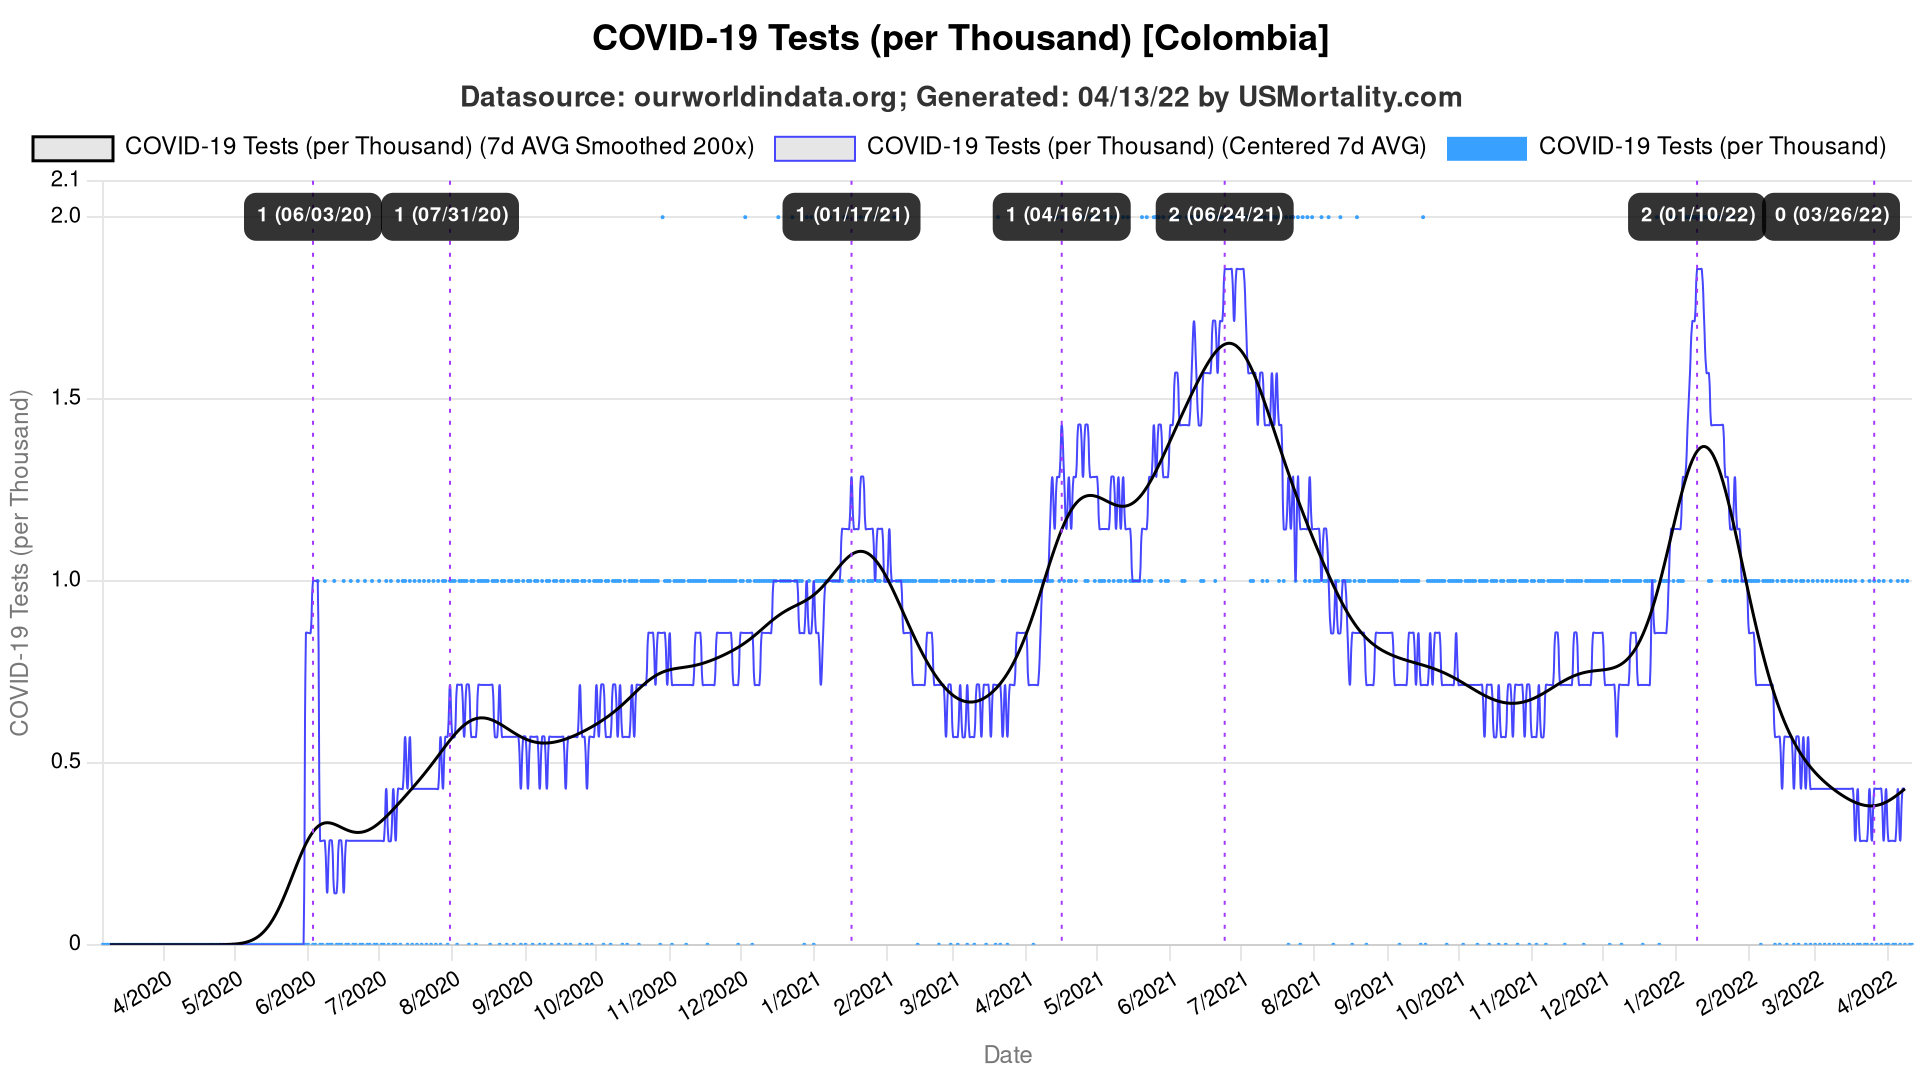 COVID-19 Tests (per Thousand) [Colombia]
Datasource: ourworldindata.org; Generated: 04/13/22 by USMortality.com
COVID-19 Tests (per Thousand) (7d AVG Smoothed 200x) COVID-19 Tests (per Thousand) (Centered 7d AVG) COVID-19 Tests (per Thousand)
2.1
2.0
1 (06/03/20) 1 (07/31/20) 1 (01/17/21) 1 (04/16/21) 2 (06/24/21) 2 (01/10/22) 0 (03/26/22)
1.5
1.0
0.5
0
COVID-19 Tests (per Thousand)
4/2020 5/2020 6/2020 7/2020 8/2020 9/2020 10/2020 11/2020 12/2020 1/2021 2/2021 3/2021 4/2021 5/2021 6/2021 7/2021 8/2021 9/2021 10/2021 11/2021 12/2021 1/2022 2/2022 3/2022 4/2022
Date